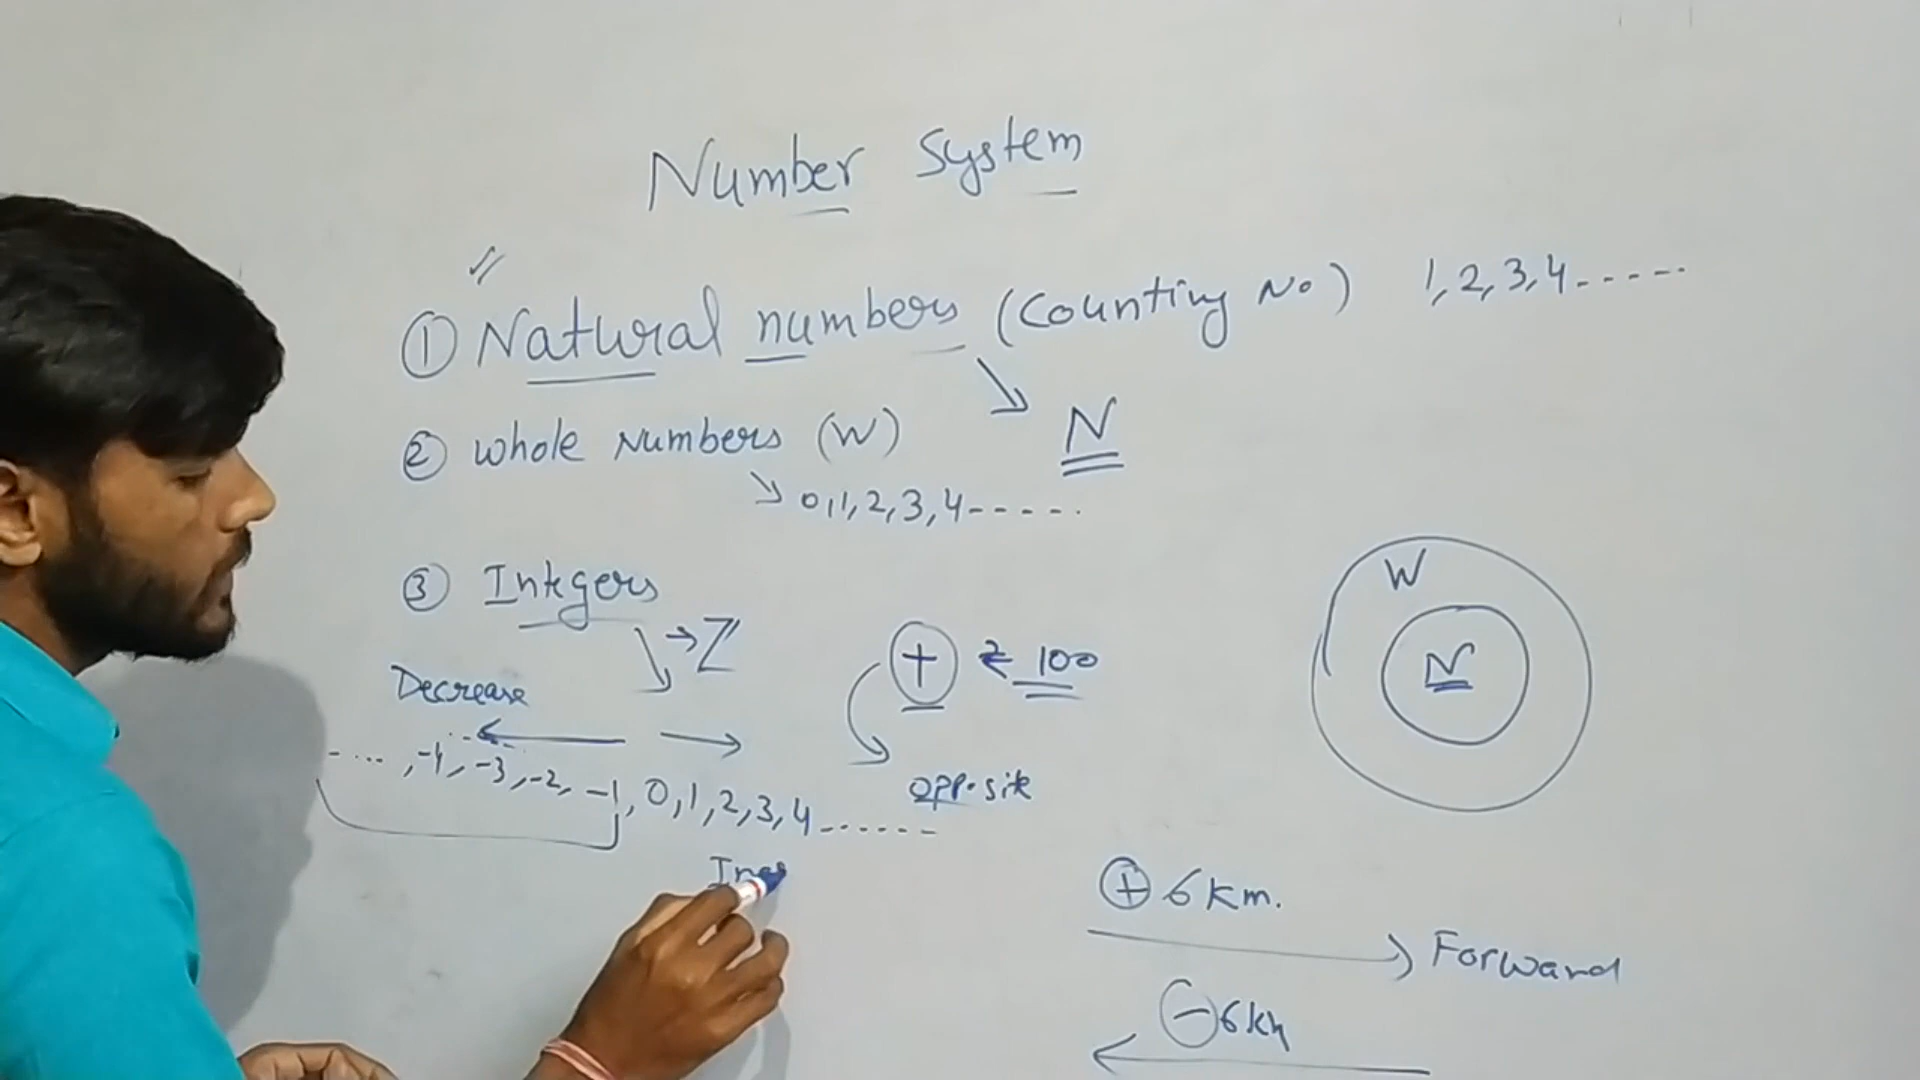 Number System
① Natural numbers (Counting No) 1, 2, 3, 4.....
N
② Whole Numbers (W)
0, 1, 2, 3, 4-----
③ Integers
→ Z
Decrease
...., -4, -3, -2, -1, 0, 1, 2, 3, 4......
+ ₹ 100
opposite
W
N
+ 6 Km.
Forward
- 6 km